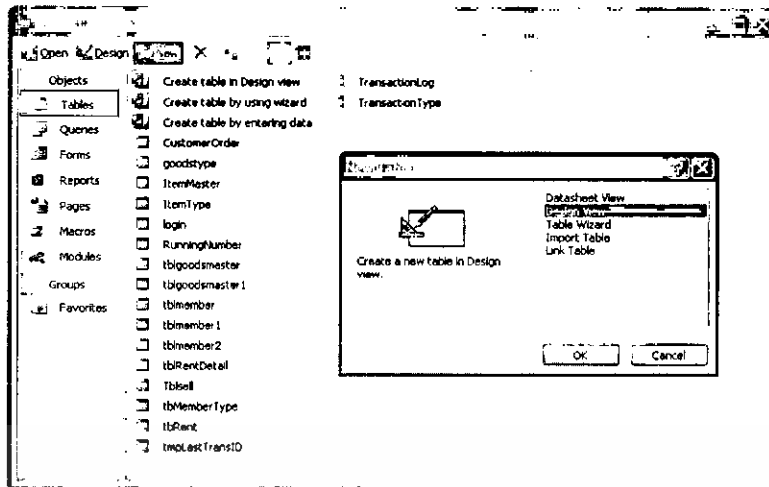 Open Design New
Objects
Tables
Queries
Forms
Reports
Pages
Macros
Modules
Groups
Favorites
Create table in Design view
Create table by using wizard
Create table by entering data
CustomerOrder
goodstype
ItemMaster
ItemType
login
RunningNumber
tblgoodsmaster
tblgoodsmaster1
tblmember
tblmember1
tblmember2
tblRentDetail
Tblsell
tbMemberType
tbRent
tmpLastTransID
TransactionLog
TransactionType
Create a new table in Design
view.
Datasheet View
Table Wizard
Import Table
Link Table
OK Cancel